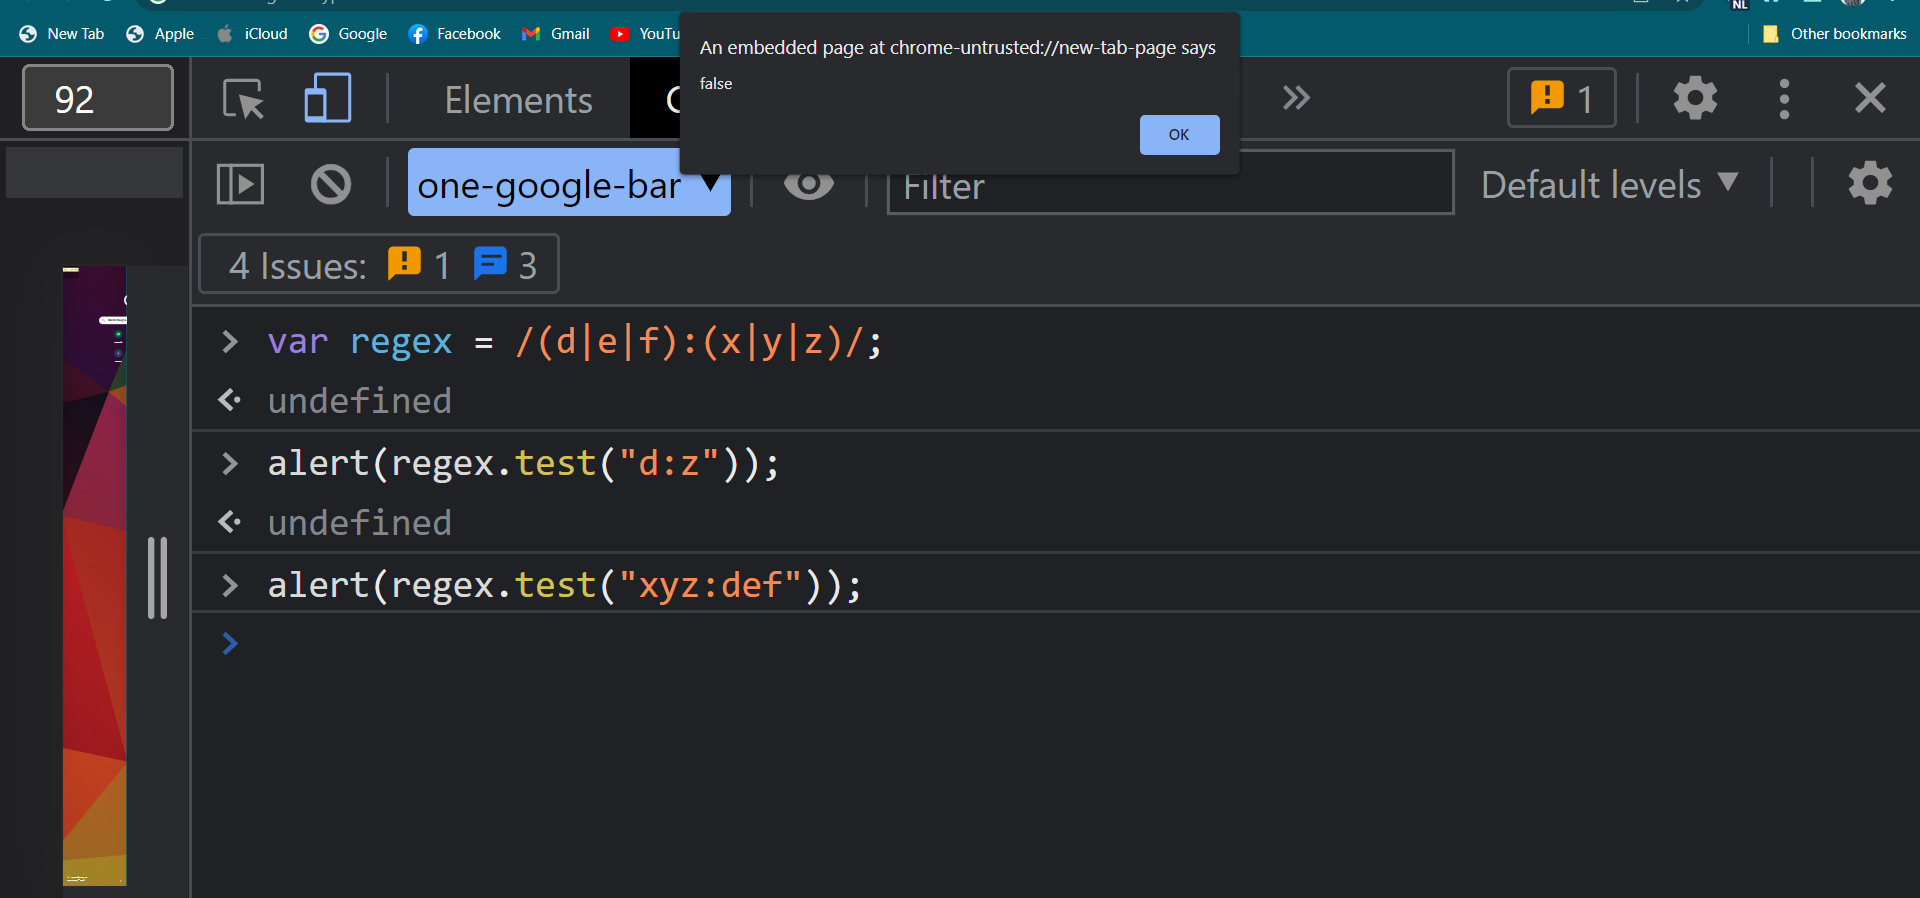 NL
New Tab Apple iCloud Google Facebook Gmail Other bookmarks
An embedded page at chrome-untrusted://new-tab-page says
false
OK
92 Elements 1
one-google-bar Filter Default levels
4 Issues: 1 3
var regex = /(d|e|f):(x|y|z)/;
undefined
alert(regex.test("d:z"));
undefined
alert(regex.test("xyz:def"));